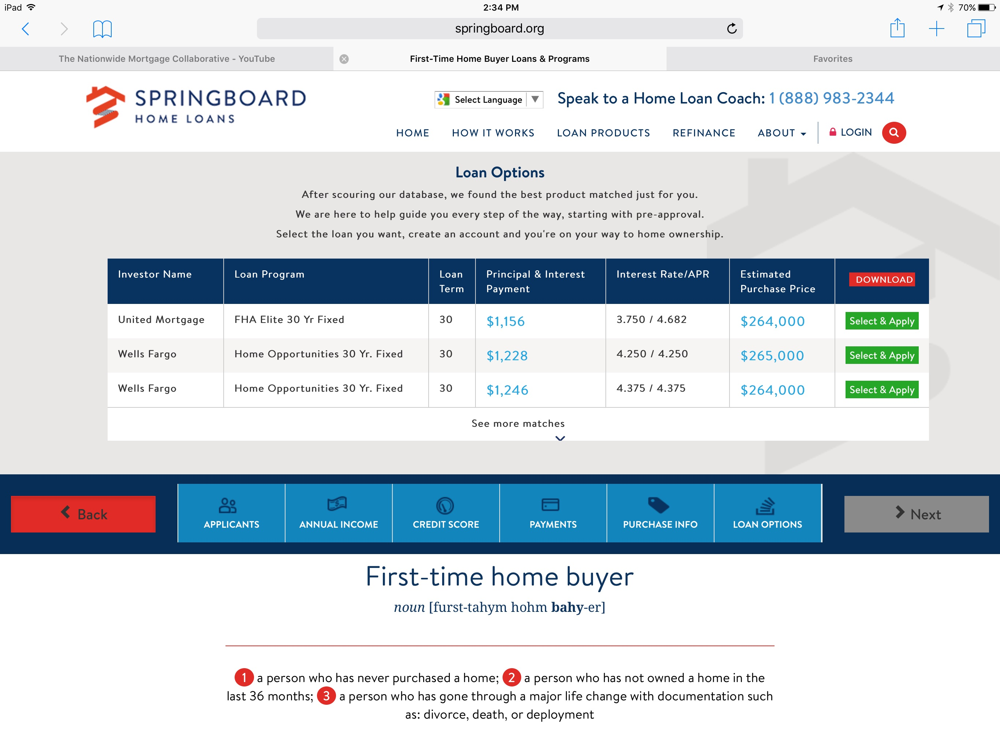 iPad 2:34 PM 70%
springboard.org
The Nationwide Mortgage Collaborative - YouTube First-Time Home Buyer Loans & Programs Favorites
SPRINGBOARD
HOME LOANS
Select Language Speak to a Home Loan Coach: 1 (888) 983-2344
HOME HOW IT WORKS LOAN PRODUCTS REFINANCE ABOUT LOGIN
Loan Options
After scouring our database, we found the best product matched just for you.
We are here to help guide you every step of the way, starting with pre-approval.
Select the loan you want, create an account and you're on your way to home ownership.
Investor Name Loan Program Loan Term Principal & Interest Payment Interest Rate/APR Estimated Purchase Price DOWNLOAD
United Mortgage FHA Elite 30 Yr Fixed 30 $1,156 3.750 / 4.682 $264,000 Select & Apply
Wells Fargo Home Opportunities 30 Yr. Fixed 30 $1,228 4.250 / 4.250 $265,000 Select & Apply
Wells Fargo Home Opportunities 30 Yr. Fixed 30 $1,246 4.375 / 4.375 $264,000 Select & Apply
See more matches
Back APPLICANTS ANNUAL INCOME CREDIT SCORE PAYMENTS PURCHASE INFO LOAN OPTIONS Next
First-time home buyer
noun [furst-tahym hohm bahy-er]
1 a person who has never purchased a home; 2 a person who has not owned a home in the
last 36 months; 3 a person who has gone through a major life change with documentation such
as: divorce, death, or deployment